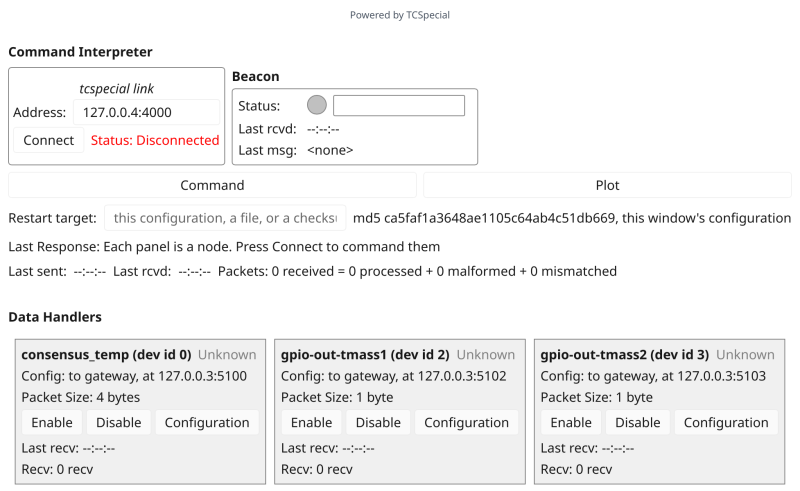 Powered by TCSpecial
Command Interpreter
tcspecial link
Address: 127.0.0.4:4000
Connect Status: Disconnected
Beacon
Status:
Last rcvd: --:--:--
Last msg: <none>
Command Plot
Restart target: this configuration, a file, or a checksu md5 ca5faf1a3648ae1105c64ab4c51db669, this window's configuration
Last Response: Each panel is a node. Press Connect to command them
Last sent: --:--:-- Last rcvd: --:--:-- Packets: 0 received = 0 processed + 0 malformed + 0 mismatched
Data Handlers
consensus_temp (dev id 0) Unknown
Config: to gateway, at 127.0.0.3:5100
Packet Size: 4 bytes
Enable Disable Configuration
Last recv: --:--:--
Recv: 0 recv
gpio-out-tmass1 (dev id 2) Unknown
Config: to gateway, at 127.0.0.3:5102
Packet Size: 1 byte
Enable Disable Configuration
Last recv: --:--:--
Recv: 0 recv
gpio-out-tmass2 (dev id 3) Unknown
Config: to gateway, at 127.0.0.3:5103
Packet Size: 1 byte
Enable Disable Configuration
Last recv: --:--:--
Recv: 0 recv